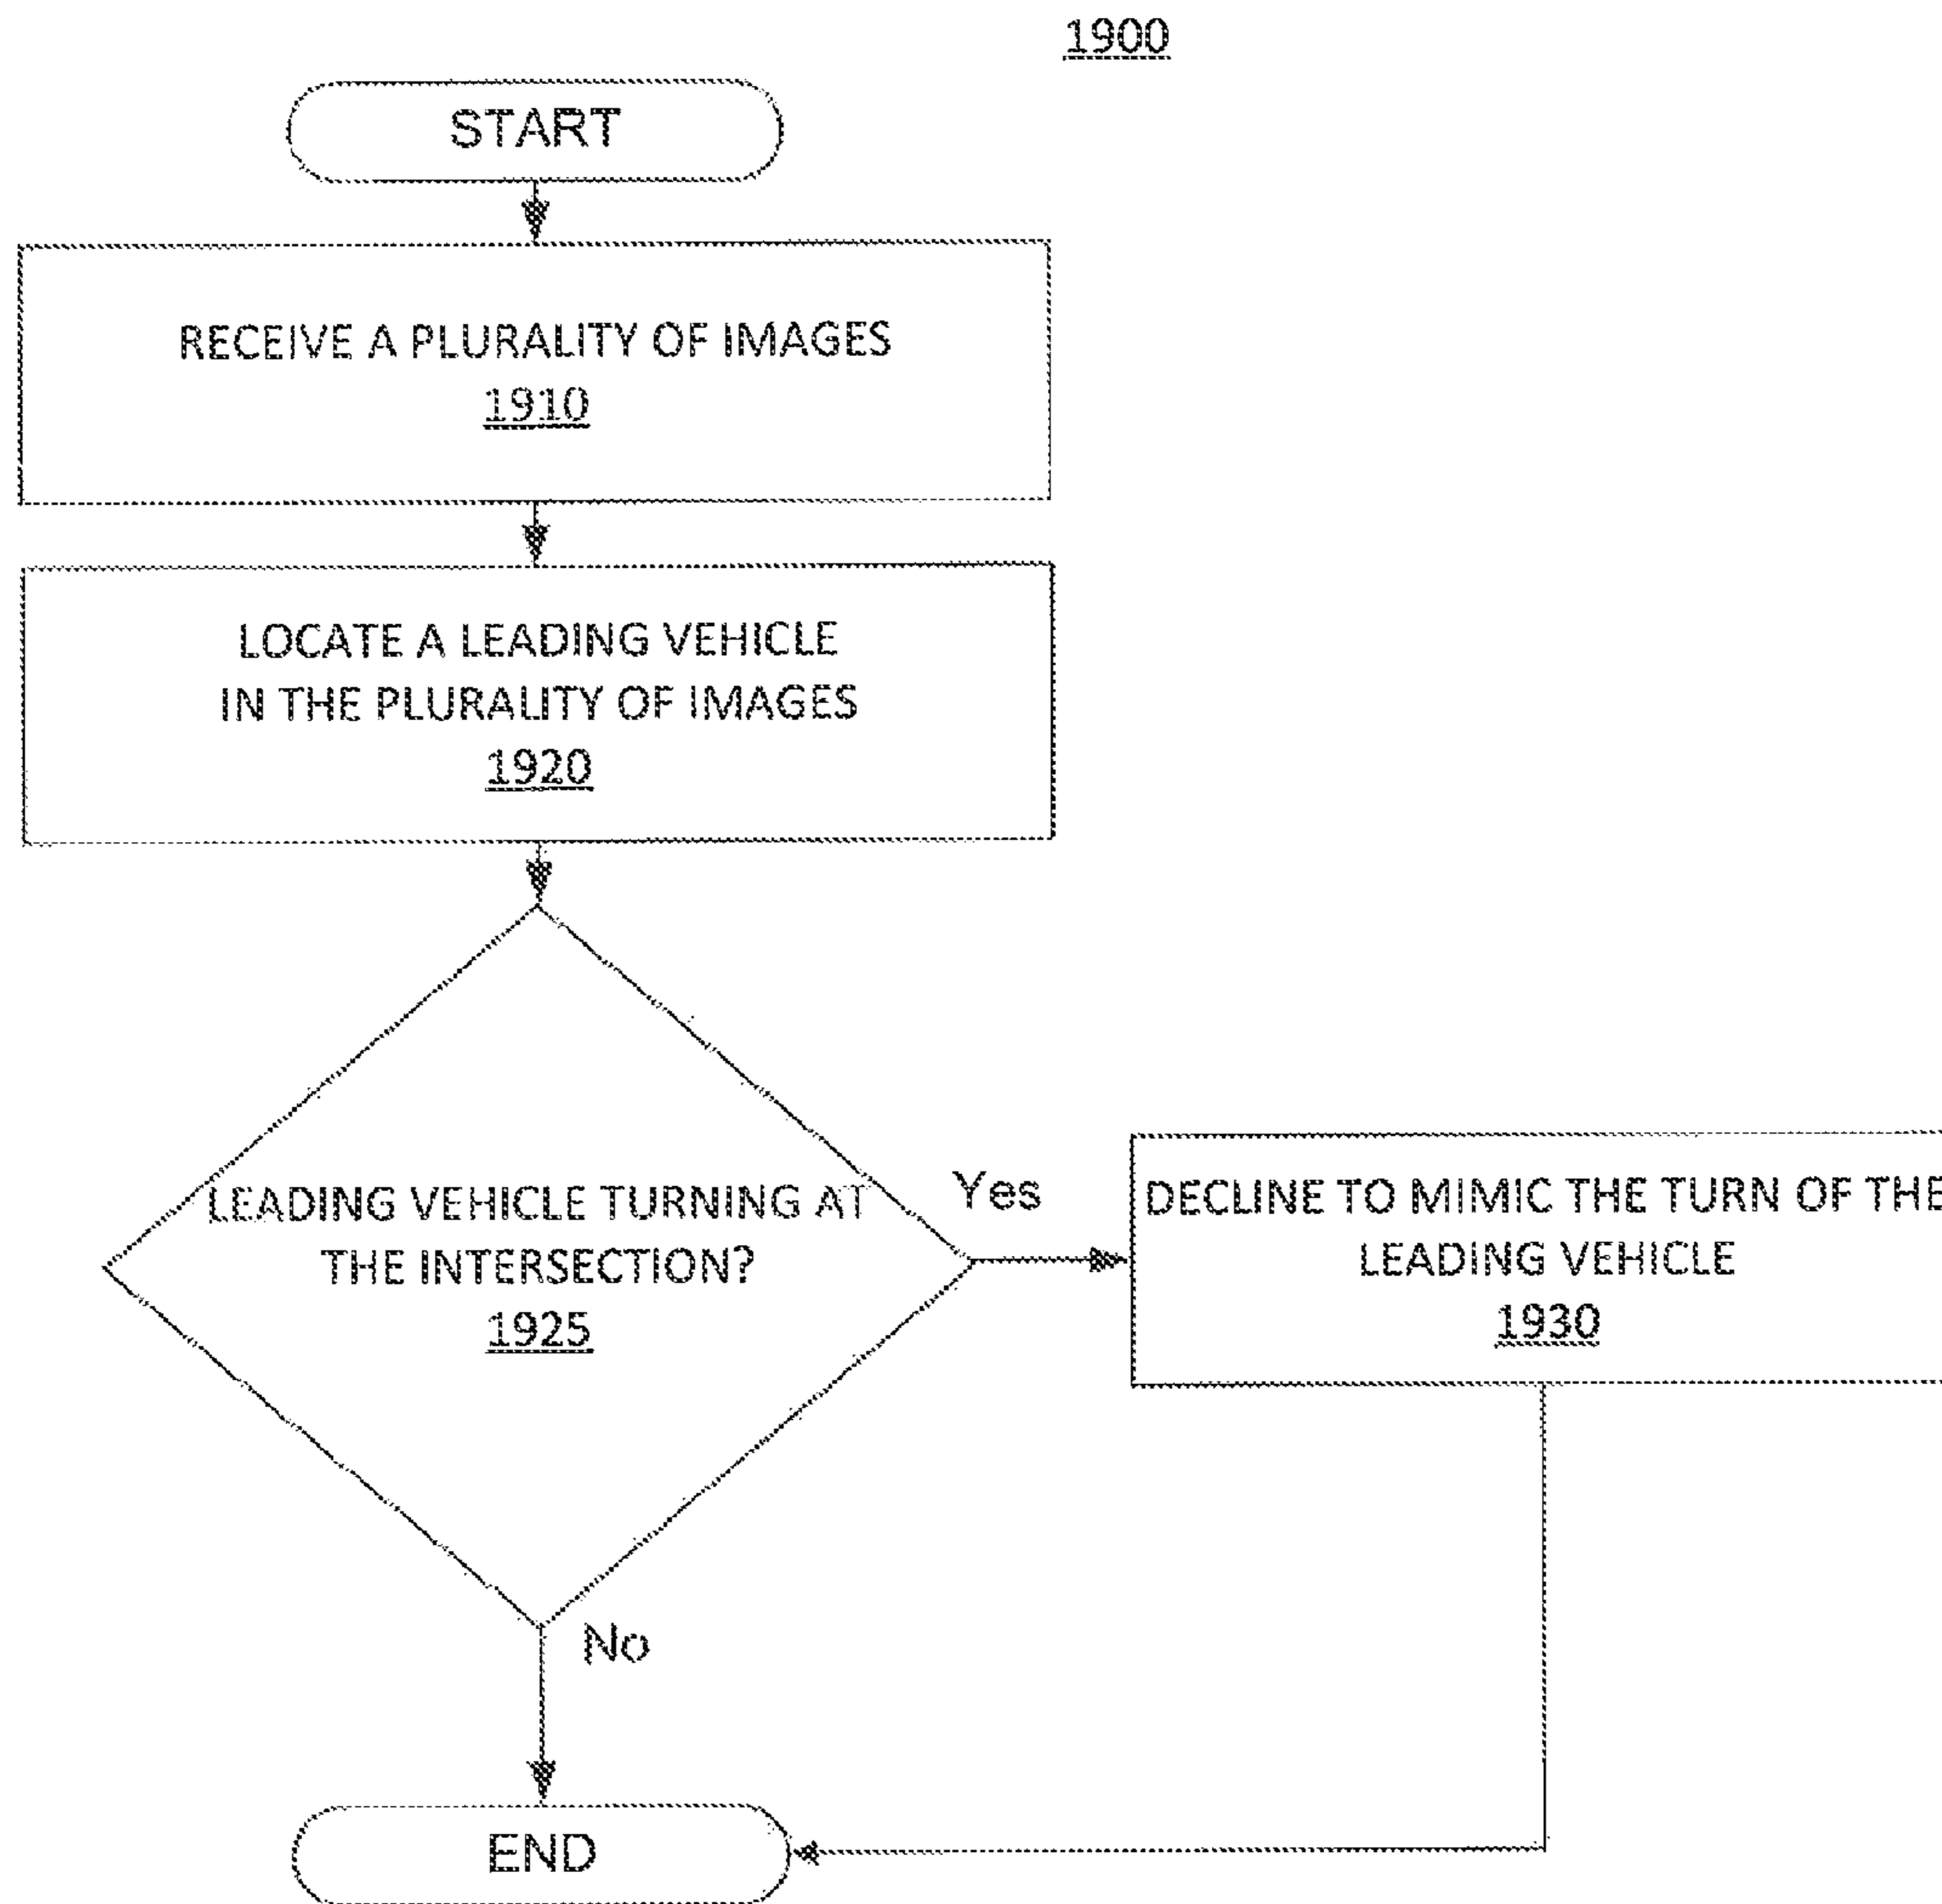 1900
START
RECEIVE A PLURALITY OF IMAGES
1910
LOCATE A LEADING VEHICLE
IN THE PLURALITY OF IMAGES
1920
LEADING VEHICLE TURNING AT
THE INTERSECTION?
1925
Yes
DECLINE TO MIMIC THE TURN OF THE
LEADING VEHICLE
1930
No
END